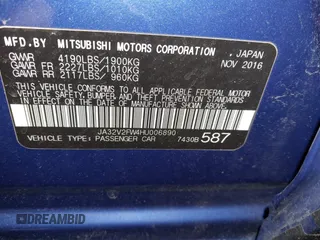 MFD.BY MITSUBISHI MOTORS CORPORATION , JAPAN
GVWR 4190LBS/1900KG NOV 2016
GAWR FR 2227LBS/1010KG
GAWR RR 2117LBS/ 960KG
THIS VEHICLE CONFORMS TO ALL APPLICABLE FEDERAL MOTOR VEHICLE
SAFETY, BUMPER, AND THEFT PREVENTION STANDARDS IN
EFFECT ON THE DATE OF MANUFACTURE SHOWN ABOVE.
JA32V2FW4HU006890
VEHICLE TYPE: PASSENGER CAR 7430B587
DREAMBID